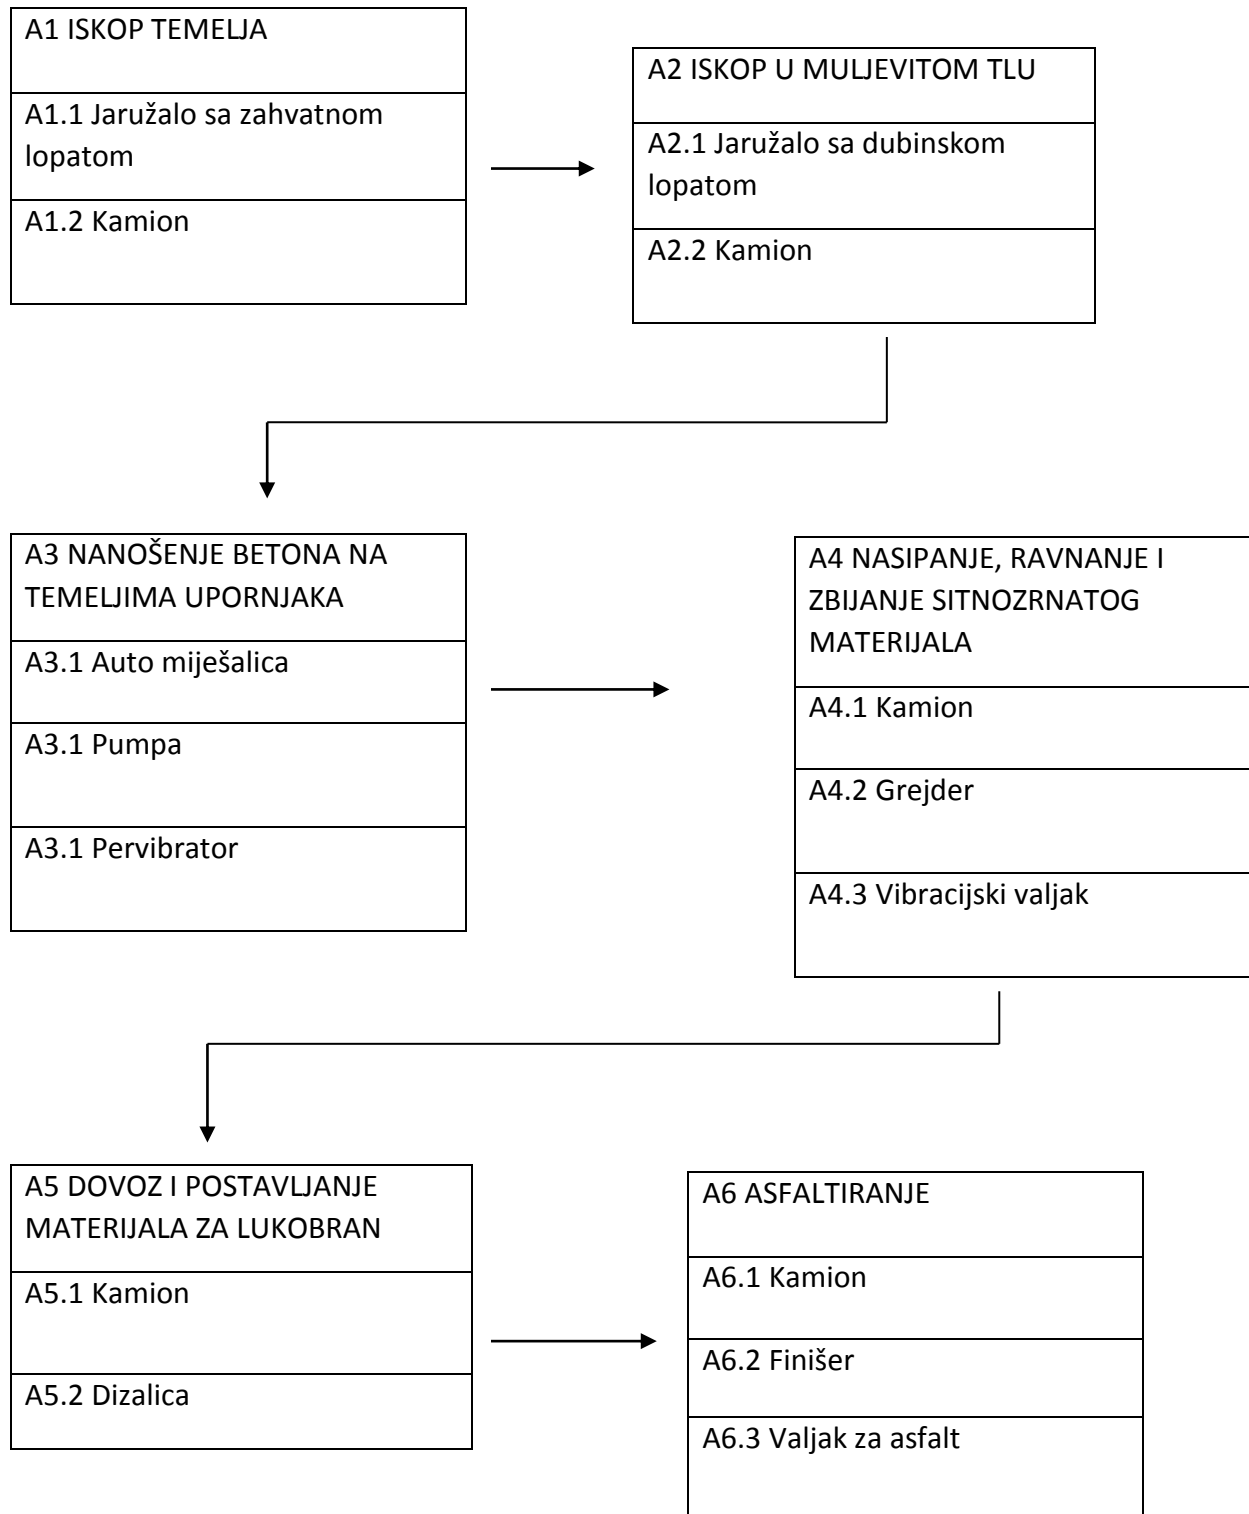 A1 ISKOP TEMELJA
A1.1 Jaružalo sa zahvatnom
lopatom
A1.2 Kamion
A2 ISKOP U MULJEVITOM TLU
A2.1 Jaružalo sa dubinskom
lopatom
A2.2 Kamion
A3 NANOŠENJE BETONA NA
TEMELJIMA UPORNJAKA
A3.1 Auto miješalica
A3.1 Pumpa
A3.1 Pervibrator
A4 NASIPANJE, RAVNANJE I
ZBIJANJE SITNOZRNATOG
MATERIJALA
A4.1 Kamion
A4.2 Grejder
A4.3 Vibracijski valjak
A5 DOVOZ I POSTAVLJANJE
MATERIJALA ZA LUKOBRAN
A5.1 Kamion
A5.2 Dizalica
A6 ASFALTIRANJE
A6.1 Kamion
A6.2 Finišer
A6.3 Valjak za asfalt